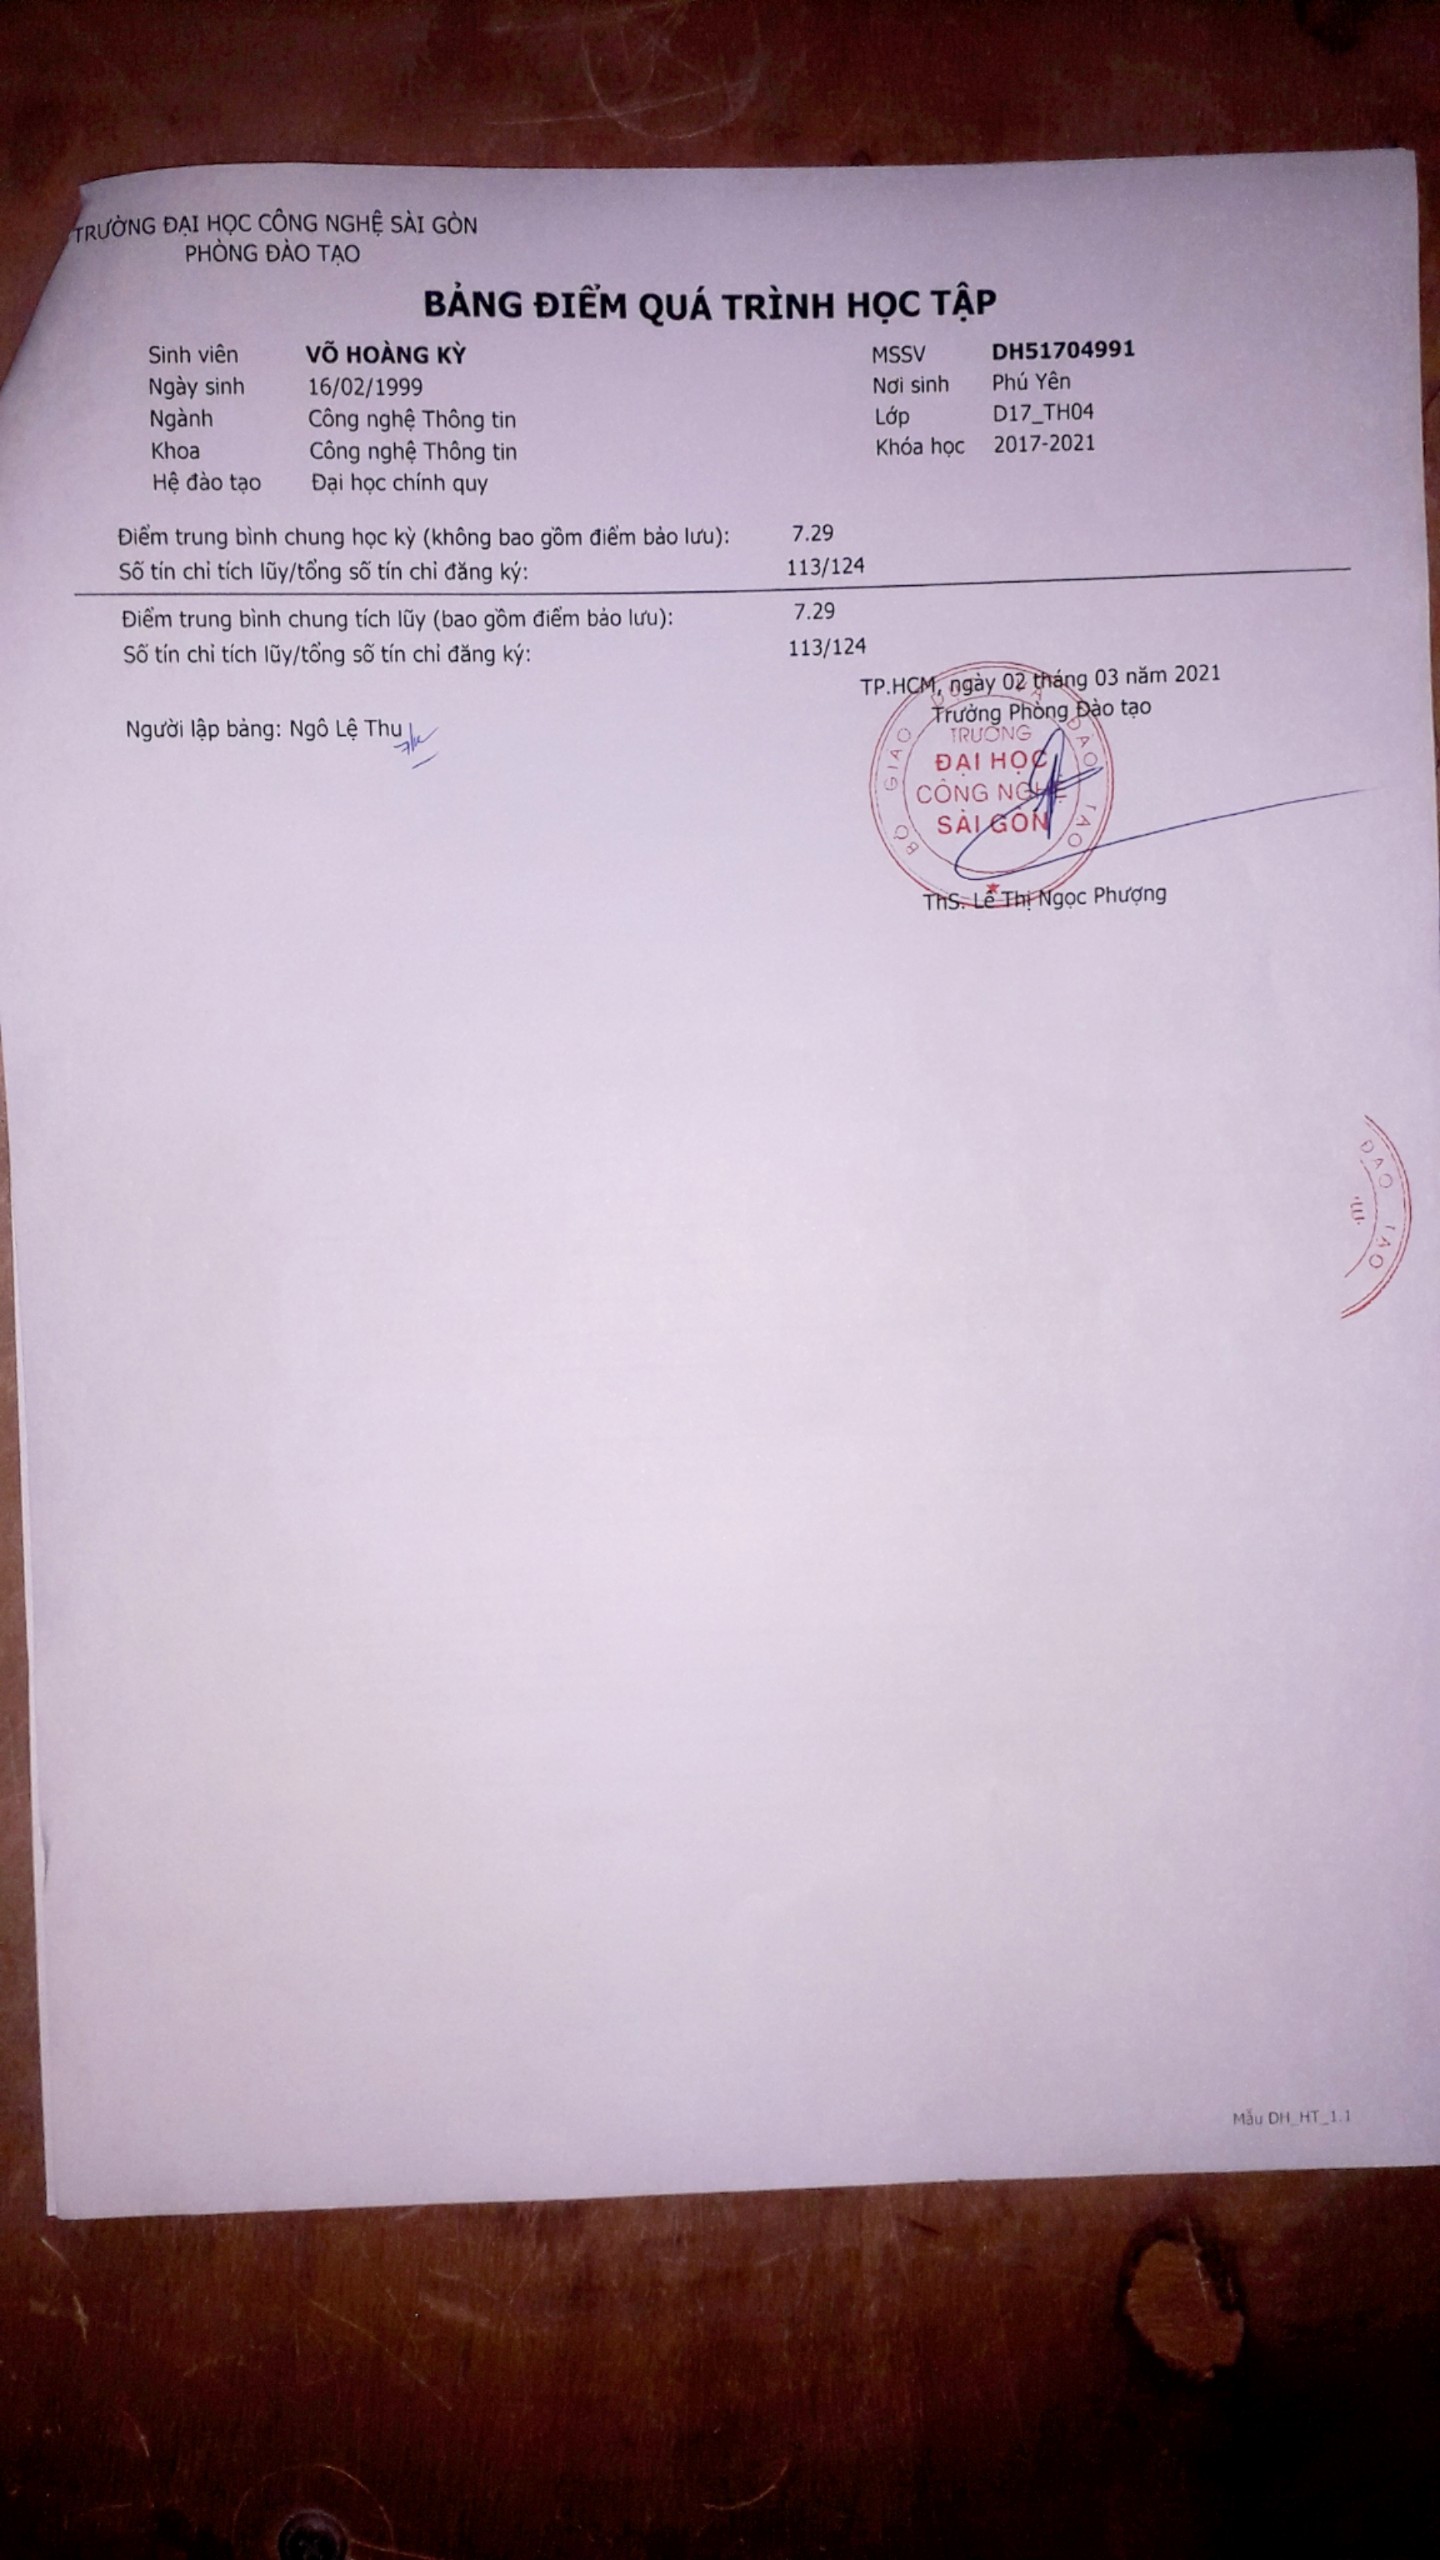 TRƯỜNG ĐẠI HỌC CÔNG NGHỆ SÀI GÒN
PHÒNG ĐÀO TẠO
BẢNG ĐIỂM QUÁ TRÌNH HỌC TẬP
Sinh viên VÕ HOÀNG KỲ MSSV DH51704991
Ngày sinh 16/02/1999 Nơi sinh Phú Yên
Ngành Công nghệ Thông tin Lớp D17_TH04
Khoa Công nghệ Thông tin Khóa học 2017-2021
Hệ đào tạo Đại học chính quy
Điểm trung bình chung học kỳ (không bao gồm điểm bảo lưu): 7.29
Số tín chỉ tích lũy/tổng số tín chỉ đăng ký: 113/124
Điểm trung bình chung tích lũy (bao gồm điểm bảo lưu): 7.29
Số tín chỉ tích lũy/tổng số tín chỉ đăng ký: 113/124
TP.HCM, ngày 02 tháng 03 năm 2021
Trưởng Phòng Đào tạo
Người lập bảng: Ngô Lệ Thu
BỘ GIÁO DỤC VÀ ĐÀO TẠO
TRƯỜNG
ĐẠI HỌC
CÔNG NGHỆ
SÀI GÒN
ThS. Lê Thị Ngọc Phượng
ĐÀO TẠO
Mẫu DH_HT_1.1